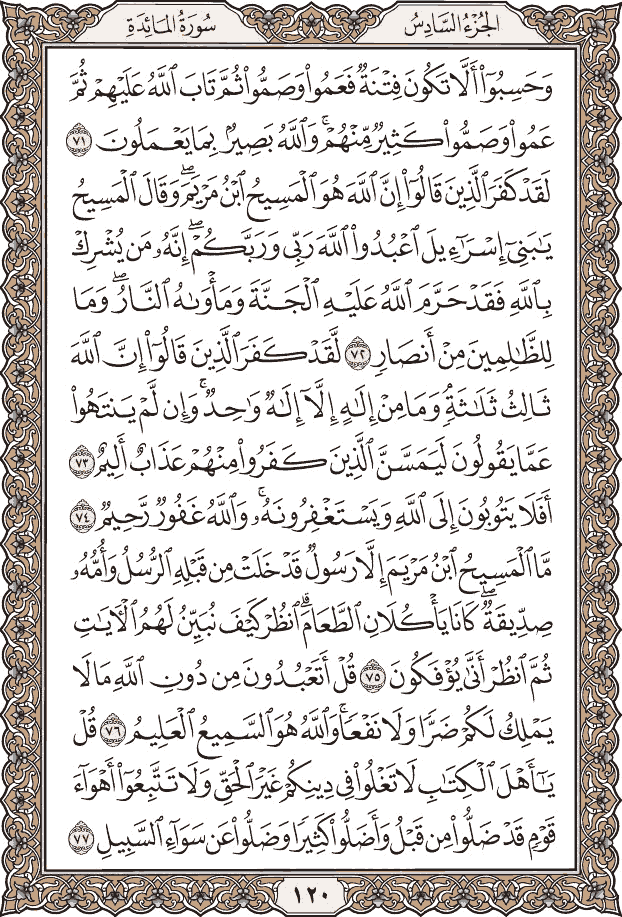 الجُزْءُ السَّادِسُ
سُورَةُ المَائِدَةِ
وَحَسِبُوٓاْ أَلَّا تَكُونَ فِتۡنَةٞ فَعَمُواْ وَصَمُّواْ ثُمَّ تَابَ ٱللَّهُ عَلَيۡهِمۡ ثُمَّ
عَمُواْ وَصَمُّواْ كَثِيرٞ مِّنۡهُمۡۚ وَٱللَّهُ بَصِيرُۢ بِمَا يَعۡمَلُونَ ٧١
لَقَدۡ كَفَرَ ٱلَّذِينَ قَالُوٓاْ إِنَّ ٱللَّهَ هُوَ ٱلۡمَسِيحُ ٱبۡنُ مَرۡيَمَۖ وَقَالَ ٱلۡمَسِيحُ
يَٰبَنِيٓ إِسۡرَٰٓءِيلَ ٱعۡبُدُواْ ٱللَّهَ رَبِّي وَرَبَّكُمۡۖ إِنَّهُۥ مَن يُشۡرِكۡ
بِٱللَّهِ فَقَدۡ حَرَّمَ ٱللَّهُ عَلَيۡهِ ٱلۡجَنَّةَ وَمَأۡوَىٰهُ ٱلنَّارُۖ وَمَا
لِلظَّٰلِمِينَ مِنۡ أَنصَارٖ ٧٢ لَّقَدۡ كَفَرَ ٱلَّذِينَ قَالُوٓاْ إِنَّ ٱللَّهَ
ثَالِثُ ثَلَٰثَةٖۘ وَمَا مِنۡ إِلَٰهٍ إِلَّآ إِلَٰهٞ وَٰحِدٞۚ وَإِن لَّمۡ يَنتَهُواْ
عَمَّا يَقُولُونَ لَيَمَسَّنَّ ٱلَّذِينَ كَفَرُواْ مِنۡهُمۡ عَذَابٌ أَلِيمٌ ٧٣
أَفَلَا يَتُوبُونَ إِلَى ٱللَّهِ وَيَسۡتَغۡفِرُونَهُۥۚ وَٱللَّهُ غَفُورٞ رَّحِيمٞ ٧٤
مَّا ٱلۡمَسِيحُ ٱبۡنُ مَرۡيَمَ إِلَّا رَسُولٞ قَدۡ خَلَتۡ مِن قَبۡلِهِ ٱلرُّسُلُ وَأُمُّهُۥ
صِدِّيقَةٞۖ كَانَا يَأۡكُلَانِ ٱلطَّعَامَۗ ٱنظُرۡ كَيۡفَ نُبَيِّنُ لَهُمُ ٱلۡأٓيَٰتِ
ثُمَّ ٱنظُرۡ أَنَّىٰ يُؤۡفَكُونَ ٧٥ قُلۡ أَتَعۡبُدُونَ مِن دُونِ ٱللَّهِ مَا لَا
يَمۡلِكُ لَكُمۡ ضَرّٗا وَلَا نَفۡعٗاۚ وَٱللَّهُ هُوَ ٱلسَّمِيعُ ٱلۡعَلِيمُ ٧٦ قُلۡ
يَٰٓأَهۡلَ ٱلۡكِتَٰبِ لَا تَغۡلُواْ فِي دِينِكُمۡ غَيۡرَ ٱلۡحَقِّ وَلَا تَتَّبِعُوٓاْ أَهۡوَآءَ
قَوۡمٖ قَدۡ ضَلُّواْ مِن قَبۡلُ وَأَضَلُّواْ كَثِيرٗا وَضَلُّواْ عَن سَوَآءِ ٱلسَّبِيلِ ٧٧
١٢٠